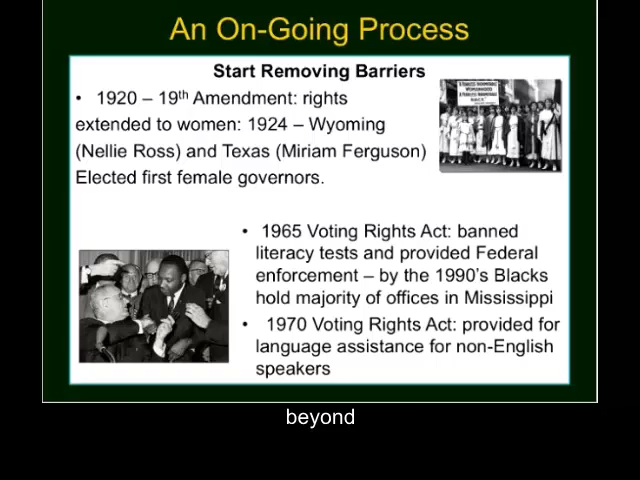 An On-Going Process
Start Removing Barriers
• 1920 – 19th Amendment: rights
extended to women: 1924 – Wyoming
(Nellie Ross) and Texas (Miriam Ferguson)
Elected first female governors.
• 1965 Voting Rights Act: banned
literacy tests and provided Federal
enforcement – by the 1990's Blacks
hold majority of offices in Mississippi
• 1970 Voting Rights Act: provided for
language assistance for non-English
speakers
beyond